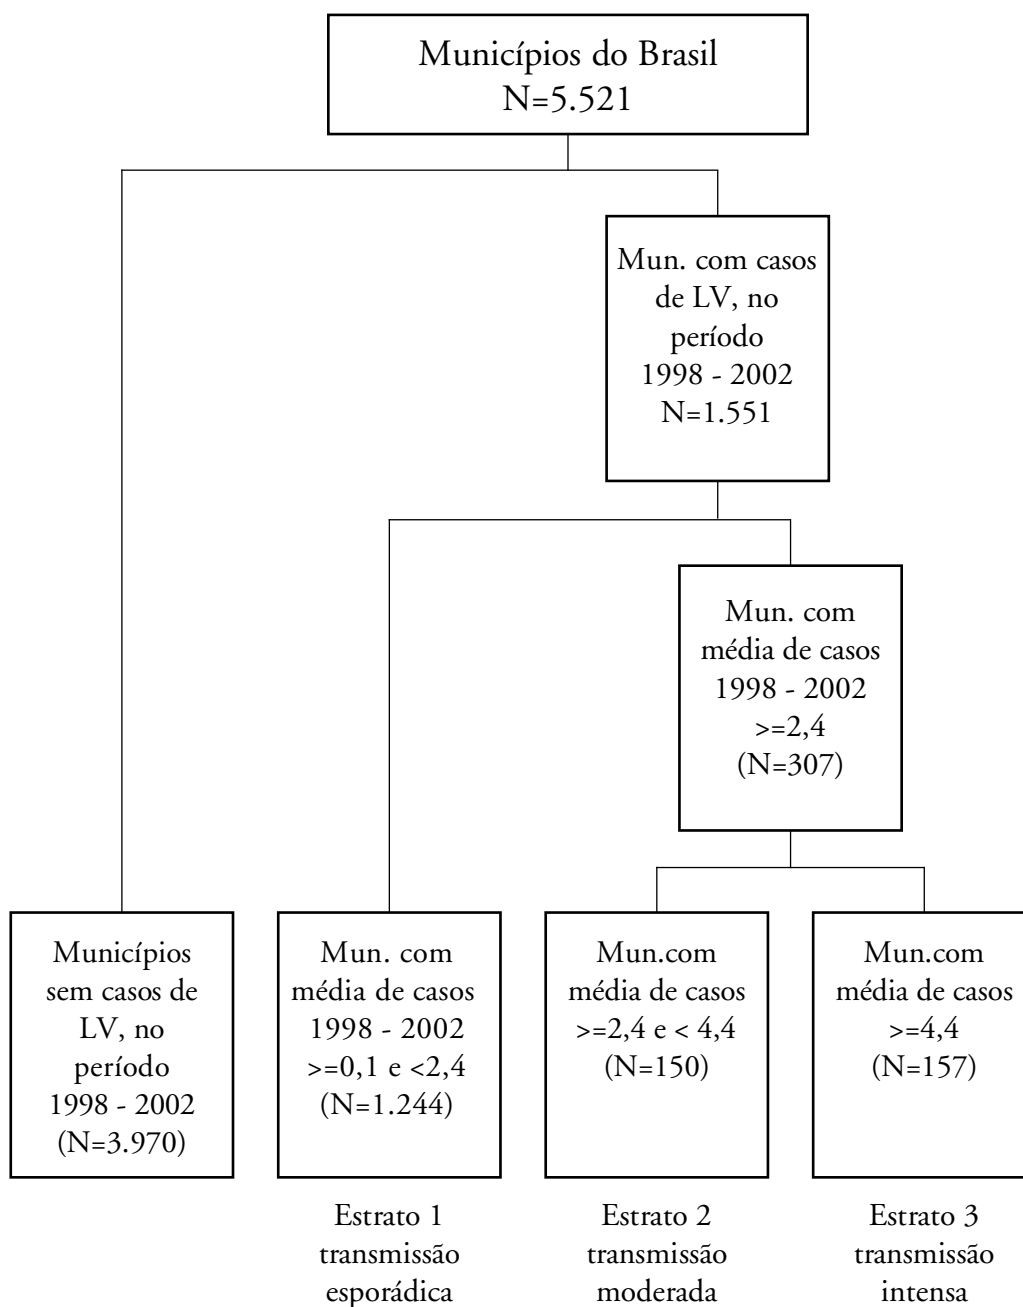 Municípios do Brasil
N=5.521
Mun. com casos
de LV, no
período
1998 - 2002
N=1.551
Mun. com
média de casos
1998 - 2002
>=2,4
(N=307)
Municípios
sem casos de
LV, no
período
1998 - 2002
(N=3.970)
Mun. com
média de casos
1998 - 2002
>=0,1 e <2,4
(N=1.244)
Mun.com
média de casos
>=2,4 e < 4,4
(N=150)
Mun.com
média de casos
>=4,4
(N=157)
Estrato 1
transmissão
esporádica
Estrato 2
transmissão
moderada
Estrato 3
transmissão
intensa